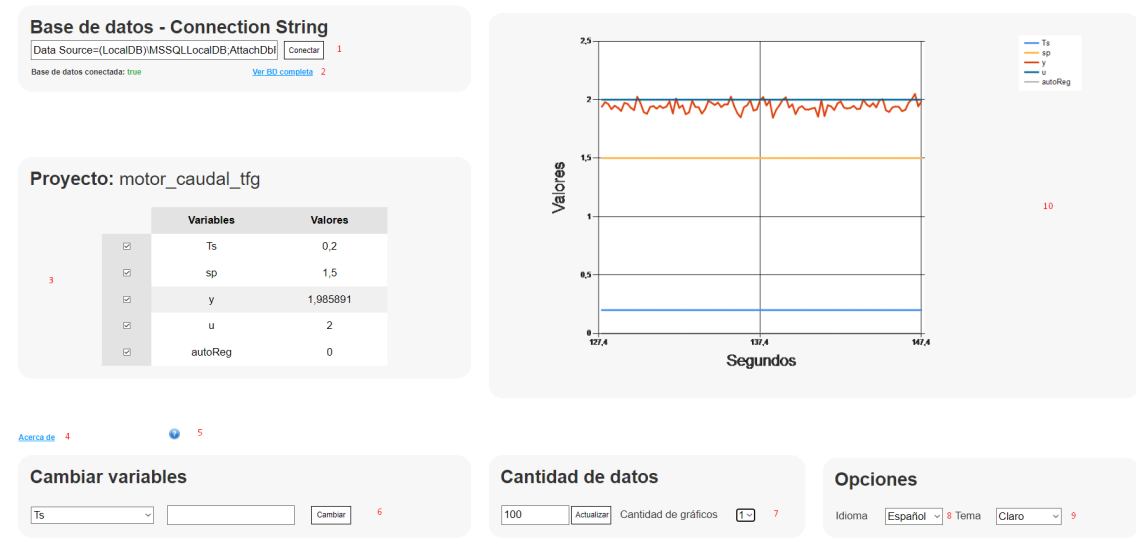 Base de datos - Connection String
Data Source=(LocalDB)\MSSQLLocalDB;AttachDbF Conectar 1
Base de datos conectada: true Ver BD completa 2
Proyecto: motor_caudal_tfg
Variables Valores
Ts 0,2
sp 1,5
3
y 1,985891
u 2
autoReg 0
2,5
2
1,5
1
0,5
0
Valores
127,4 137,4 147,4
Segundos
Ts
sp
y
u
autoReg
10
Acerca de 4 ? 5
Cambiar variables
Ts Cambiar 6
Cantidad de datos
100 Actualizar Cantidad de gráficos 1 7
Opciones
Idioma Español 8 Tema Claro 9